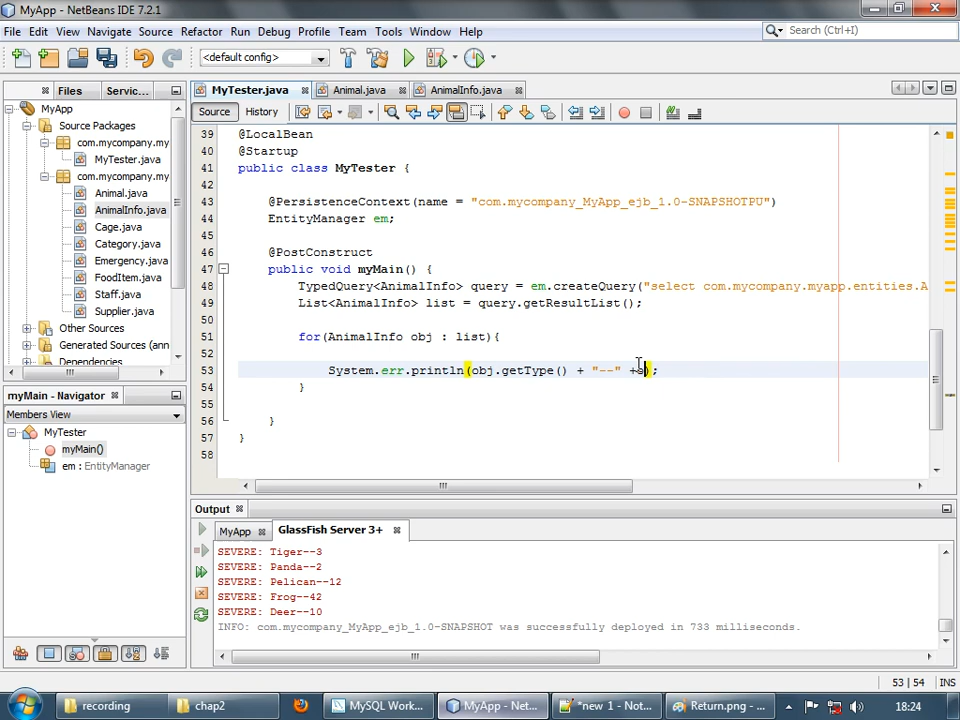 MyApp - NetBeans IDE 7.2.1
File Edit View Navigate Source Refactor Run Debug Profile Team Tools Window Help
Search (Ctrl+I)
<default config>
Files Servic...
MyApp
Source Packages
com.mycompany.my
MyTester.java
com.mycompany.my
Animal.java
AnimalInfo.java
Cage.java
Category.java
Emergency.java
FoodItem.java
Staff.java
Supplier.java
Other Sources
Generated Sources (ann
Dependencies
myMain() - Navigator
Members View
MyTester
myMain()
em : EntityManager
MyTester.java Animal.java AnimalInfo.java
Source History
39 @LocalBean
40 @Startup
41 public class MyTester {
42
43 @PersistenceContext(name = "com.mycompany_MyApp_ejb_1.0-SNAPSHOTPU")
44 EntityManager em;
45
46 @PostConstruct
47 public void myMain() {
48 TypedQuery<AnimalInfo> query = em.createQuery("select com.mycompany.myapp.entities.A
49 List<AnimalInfo> list = query.getResultList();
50
51 for(AnimalInfo obj : list){
52
53 System.err.println(obj.getType() + "--" +);
54 }
55
56 }
57 }
58
Output
MyApp GlassFish Server 3+
SEVERE: Tiger--3
SEVERE: Panda--2
SEVERE: Pelican--12
SEVERE: Frog--42
SEVERE: Deer--10
INFO: com.mycompany_MyApp_ejb_1.0-SNAPSHOT was successfully deployed in 733 milliseconds.
53 | 54 INS
recording chap2 MySQL Work... MyApp - Net... *new 1 - Not... Return.png - ... 18:24